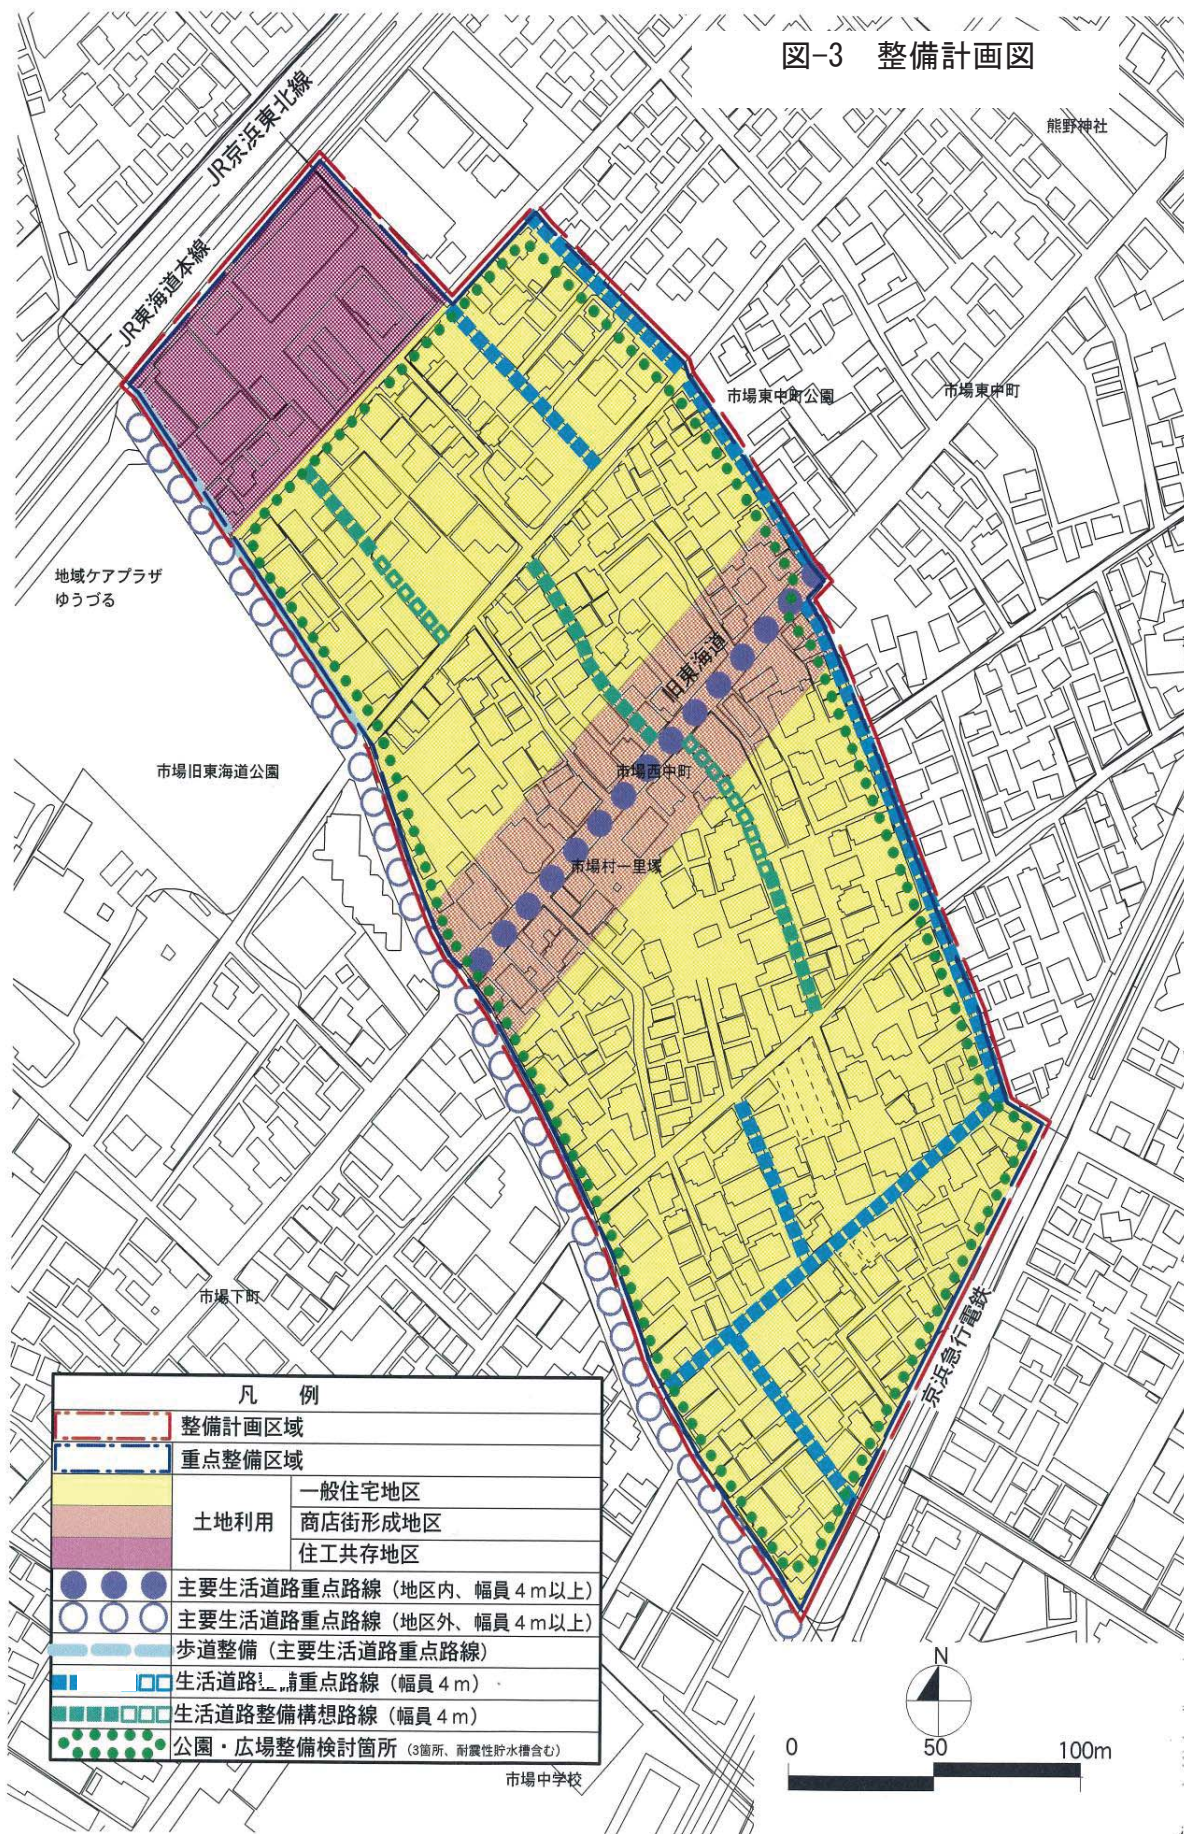 図-3　整備計画図
熊野神社
JR京浜東北線
JR東海道本線
市場東中町公園
市場東中町
地域ケアプラザ
ゆうづる
旧東海道
市場旧東海道公園
市場西中町
市場村一里塚
市場下町
京浜急行電鉄
凡　例
整備計画区域
重点整備区域
土地利用
一般住宅地区
商店街形成地区
住工共存地区
主要生活道路重点路線（地区内、幅員４ｍ以上）
主要生活道路重点路線（地区外、幅員４ｍ以上）
歩道整備（主要生活道路重点路線）
生活道路整備重点路線（幅員４ｍ）
生活道路整備構想路線（幅員４ｍ）
公園・広場整備検討箇所（3箇所、耐震性貯水槽含む）
市場中学校
N
0 50 100m